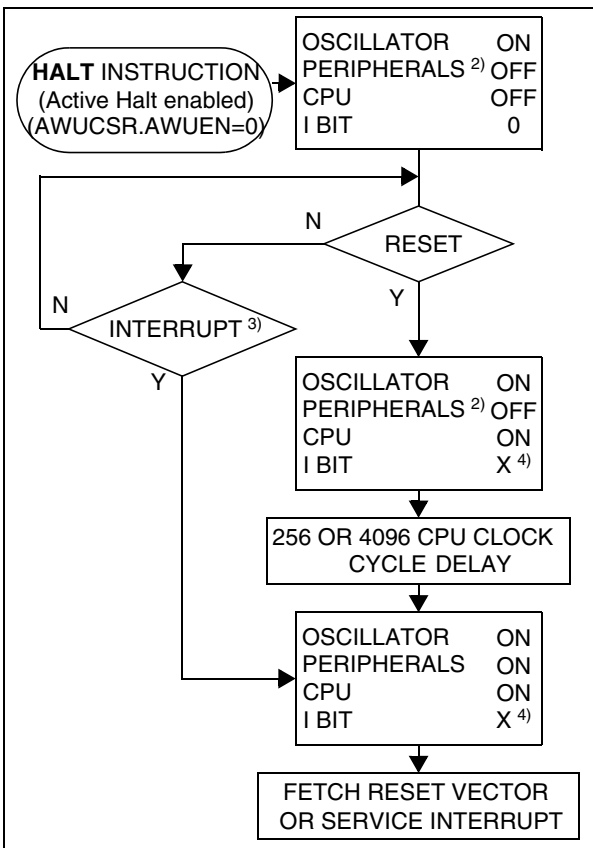 HALT INSTRUCTION
(Active Halt enabled)
(AWUCSR.AWUEN=0)
OSCILLATOR ON
PERIPHERALS 2) OFF
CPU OFF
I BIT 0
RESET
N
Y
INTERRUPT 3)
N
Y
OSCILLATOR ON
PERIPHERALS 2) OFF
CPU ON
I BIT X 4)
256 OR 4096 CPU CLOCK
CYCLE DELAY
OSCILLATOR ON
PERIPHERALS ON
CPU ON
I BIT X 4)
FETCH RESET VECTOR
OR SERVICE INTERRUPT